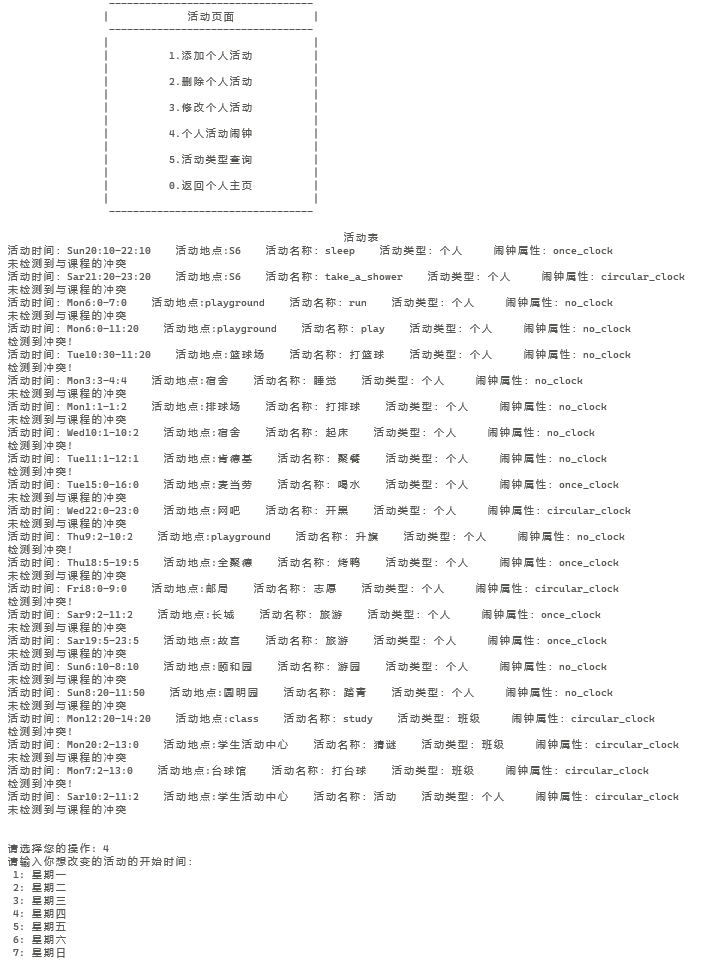 活动页面
1.添加个人活动
2.删除个人活动
3.修改个人活动
4.个人活动闹钟
5.活动类型查询
0.返回个人主页
活动表
活动时间: Sun20:10-22:10 活动地点:S6 活动名称: sleep 活动类型: 个人 闹钟属性: once_clock
未检测到与课程的冲突
活动时间: Sar21:20-23:20 活动地点:S6 活动名称: take_a_shower 活动类型: 个人 闹钟属性: circular_clock
未检测到与课程的冲突
活动时间: Mon6:0-7:0 活动地点:playground 活动名称: run 活动类型: 个人 闹钟属性: no_clock
未检测到与课程的冲突
活动时间: Mon6:0-11:20 活动地点:playground 活动名称: play 活动类型: 个人 闹钟属性: no_clock
检测到冲突!
活动时间: Tue10:30-11:20 活动地点:篮球场 活动名称: 打篮球 活动类型: 个人 闹钟属性: no_clock
检测到冲突!
活动时间: Mon3:3-4:4 活动地点:宿舍 活动名称: 睡觉 活动类型: 个人 闹钟属性: no_clock
未检测到与课程的冲突
活动时间: Mon1:1-1:2 活动地点:排球场 活动名称: 打排球 活动类型: 个人 闹钟属性: no_clock
未检测到与课程的冲突
活动时间: Wed10:1-10:2 活动地点:宿舍 活动名称: 起床 活动类型: 个人 闹钟属性: no_clock
检测到冲突!
活动时间: Tue11:1-12:1 活动地点:肯德基 活动名称: 聚餐 活动类型: 个人 闹钟属性: no_clock
检测到冲突!
活动时间: Tue15:0-16:0 活动地点:麦当劳 活动名称: 喝水 活动类型: 个人 闹钟属性: once_clock
未检测到与课程的冲突
活动时间: Wed22:0-23:0 活动地点:网吧 活动名称: 开黑 活动类型: 个人 闹钟属性: circular_clock
未检测到与课程的冲突
活动时间: Thu9:2-10:2 活动地点:playground 活动名称: 升旗 活动类型: 个人 闹钟属性: no_clock
检测到冲突!
活动时间: Thu18:5-19:5 活动地点:全聚德 活动名称: 烤鸭 活动类型: 个人 闹钟属性: once_clock
未检测到与课程的冲突
活动时间: Fri8:0-9:0 活动地点:邮局 活动名称: 志愿 活动类型: 个人 闹钟属性: circular_clock
检测到冲突!
活动时间: Sar9:2-11:2 活动地点:长城 活动名称: 旅游 活动类型: 个人 闹钟属性: once_clock
未检测到与课程的冲突
活动时间: Sar19:5-23:5 活动地点:故宫 活动名称: 旅游 活动类型: 个人 闹钟属性: once_clock
未检测到与课程的冲突
活动时间: Sun6:10-8:10 活动地点:颐和园 活动名称: 游园 活动类型: 个人 闹钟属性: no_clock
未检测到与课程的冲突
活动时间: Sun8:20-11:50 活动地点:圆明园 活动名称: 踏青 活动类型: 个人 闹钟属性: no_clock
未检测到与课程的冲突
活动时间: Mon12:20-14:20 活动地点:class 活动名称: study 活动类型: 班级 闹钟属性: circular_clock
检测到冲突!
活动时间: Mon20:2-13:0 活动地点:学生活动中心 活动名称: 猜谜 活动类型: 班级 闹钟属性: circular_clock
未检测到与课程的冲突
活动时间: Mon7:2-13:0 活动地点:台球馆 活动名称: 打台球 活动类型: 班级 闹钟属性: circular_clock
检测到冲突!
活动时间: Sar10:2-11:2 活动地点:学生活动中心 活动名称: 活动 活动类型: 个人 闹钟属性: circular_clock
未检测到与课程的冲突
请选择您的操作: 4
请输入你想改变的活动的开始时间:
1: 星期一
2: 星期二
3: 星期三
4: 星期四
5: 星期五
6: 星期六
7: 星期日